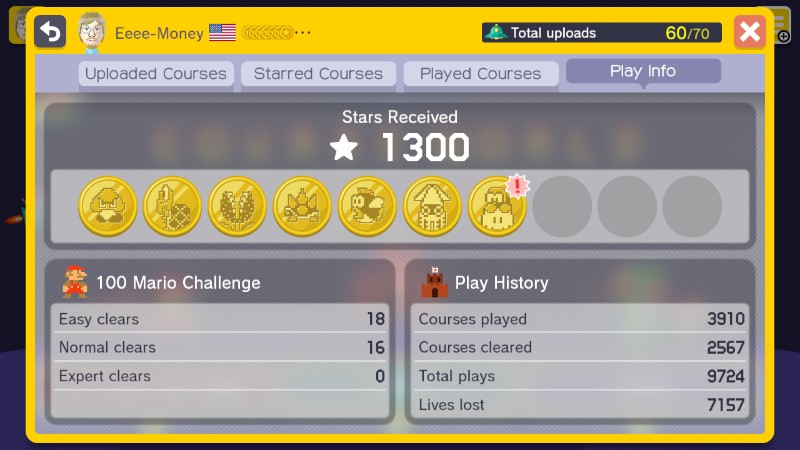 Eeee-Money ... Total uploads 60/70
Uploaded Courses Starred Courses Played Courses Play Info
Stars Received
1300
!
100 Mario Challenge
Easy clears 18
Normal clears 16
Expert clears 0
Play History
Courses played 3910
Courses cleared 2567
Total plays 9724
Lives lost 7157